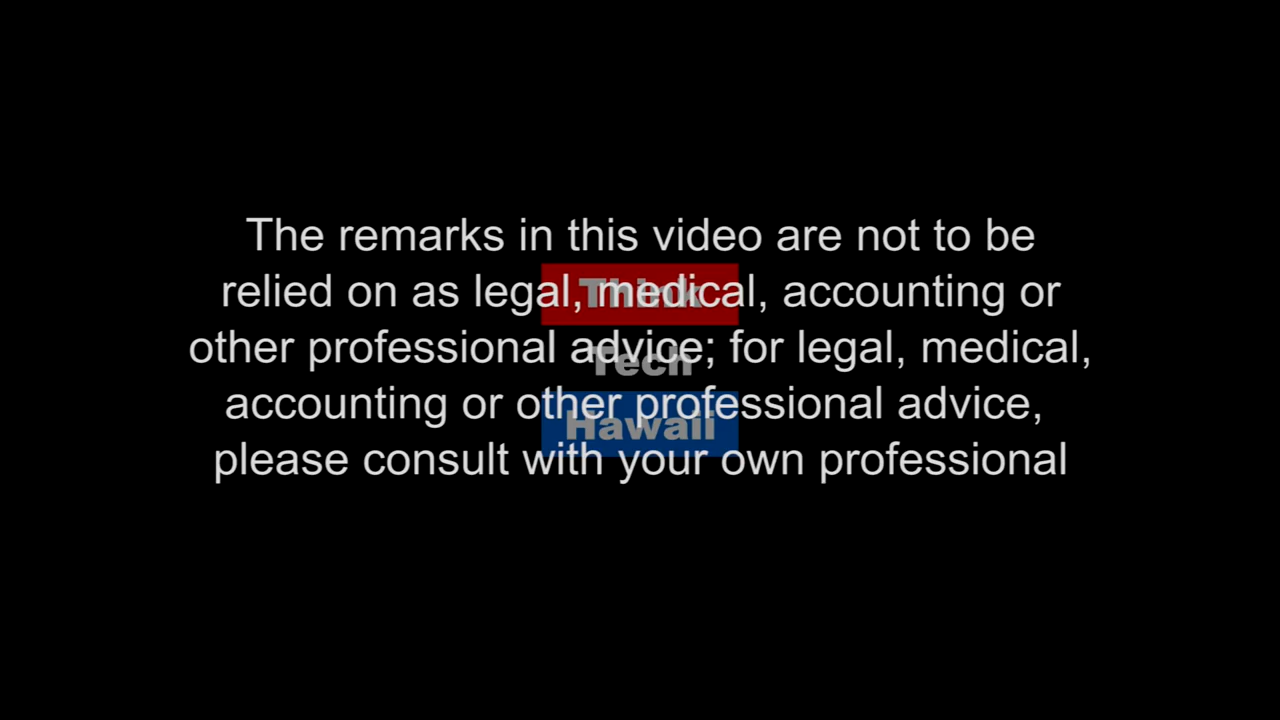 The remarks in this video are not to be
relied on as legal, medical, accounting or
other professional advice; for legal, medical,
accounting or other professional advice,
please consult with your own professional
Think
Tech
Hawaii